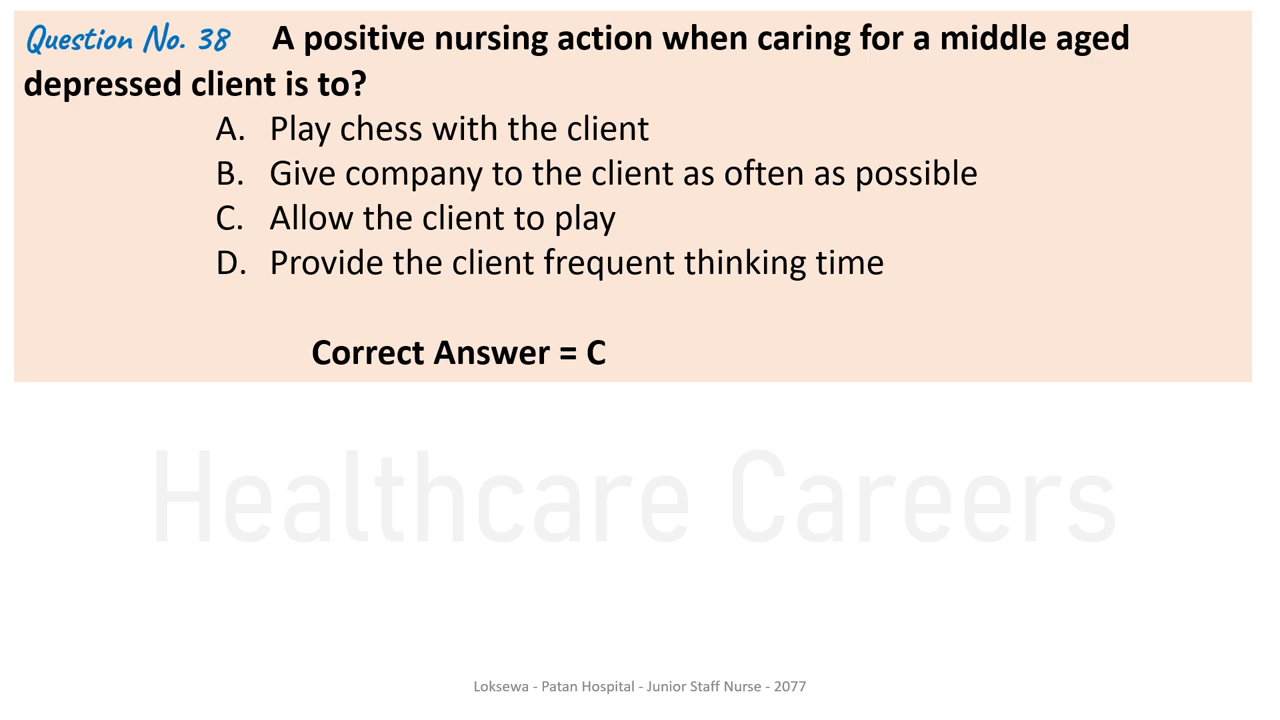 Question No. 38 A positive nursing action when caring for a middle aged
depressed client is to?
A. Play chess with the client
B. Give company to the client as often as possible
C. Allow the client to play
D. Provide the client frequent thinking time
Correct Answer = C
Healthcare Careers
Loksewa - Patan Hospital - Junior Staff Nurse - 2077